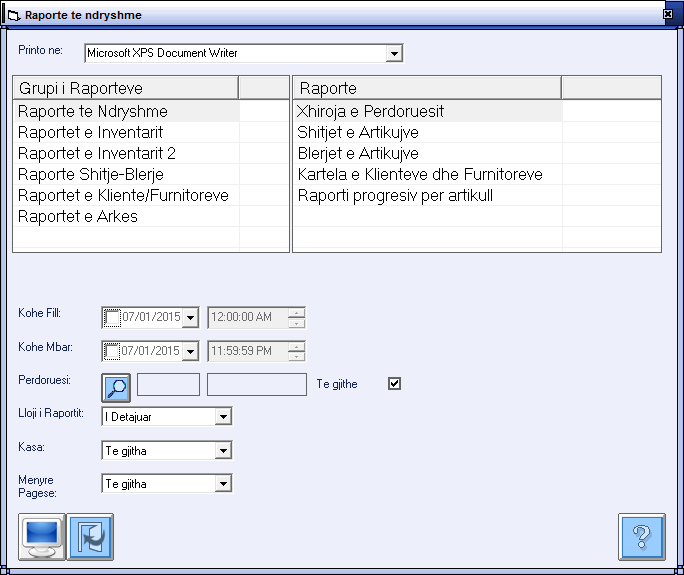 Raporte te ndryshme
Printo ne: Microsoft XPS Document Writer
Grupi i Raporteve
Raporte te Ndryshme
Raportet e Inventarit
Raportet e Inventarit 2
Raporte Shitje-Blerje
Raportet e Kliente/Furnitoreve
Raportet e Arkes
Raporte
Xhiroja e Perdoruesit
Shitjet e Artikujve
Blerjet e Artikujve
Kartela e Klienteve dhe Furnitoreve
Raporti progresiv per artikull
Kohe Fill: 07/01/2015 12:00:00 AM
Kohe Mbar: 07/01/2015 11:59:59 PM
Perdoruesi: Te gjithe
Lloji i Raportit: I Detajuar
Kasa: Te gjitha
Menyre
Pagese: Te gjitha
?